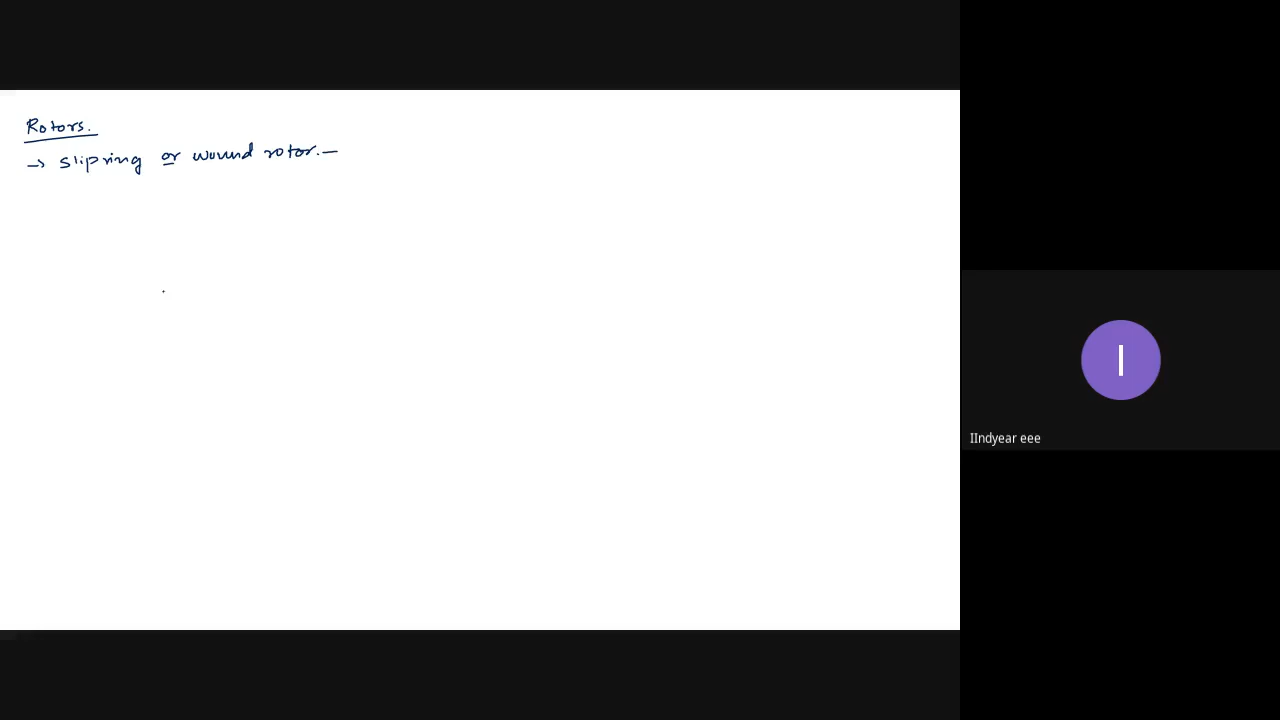 Rotors.
→ slipring or wound rotor.—
I
IIndyear eee